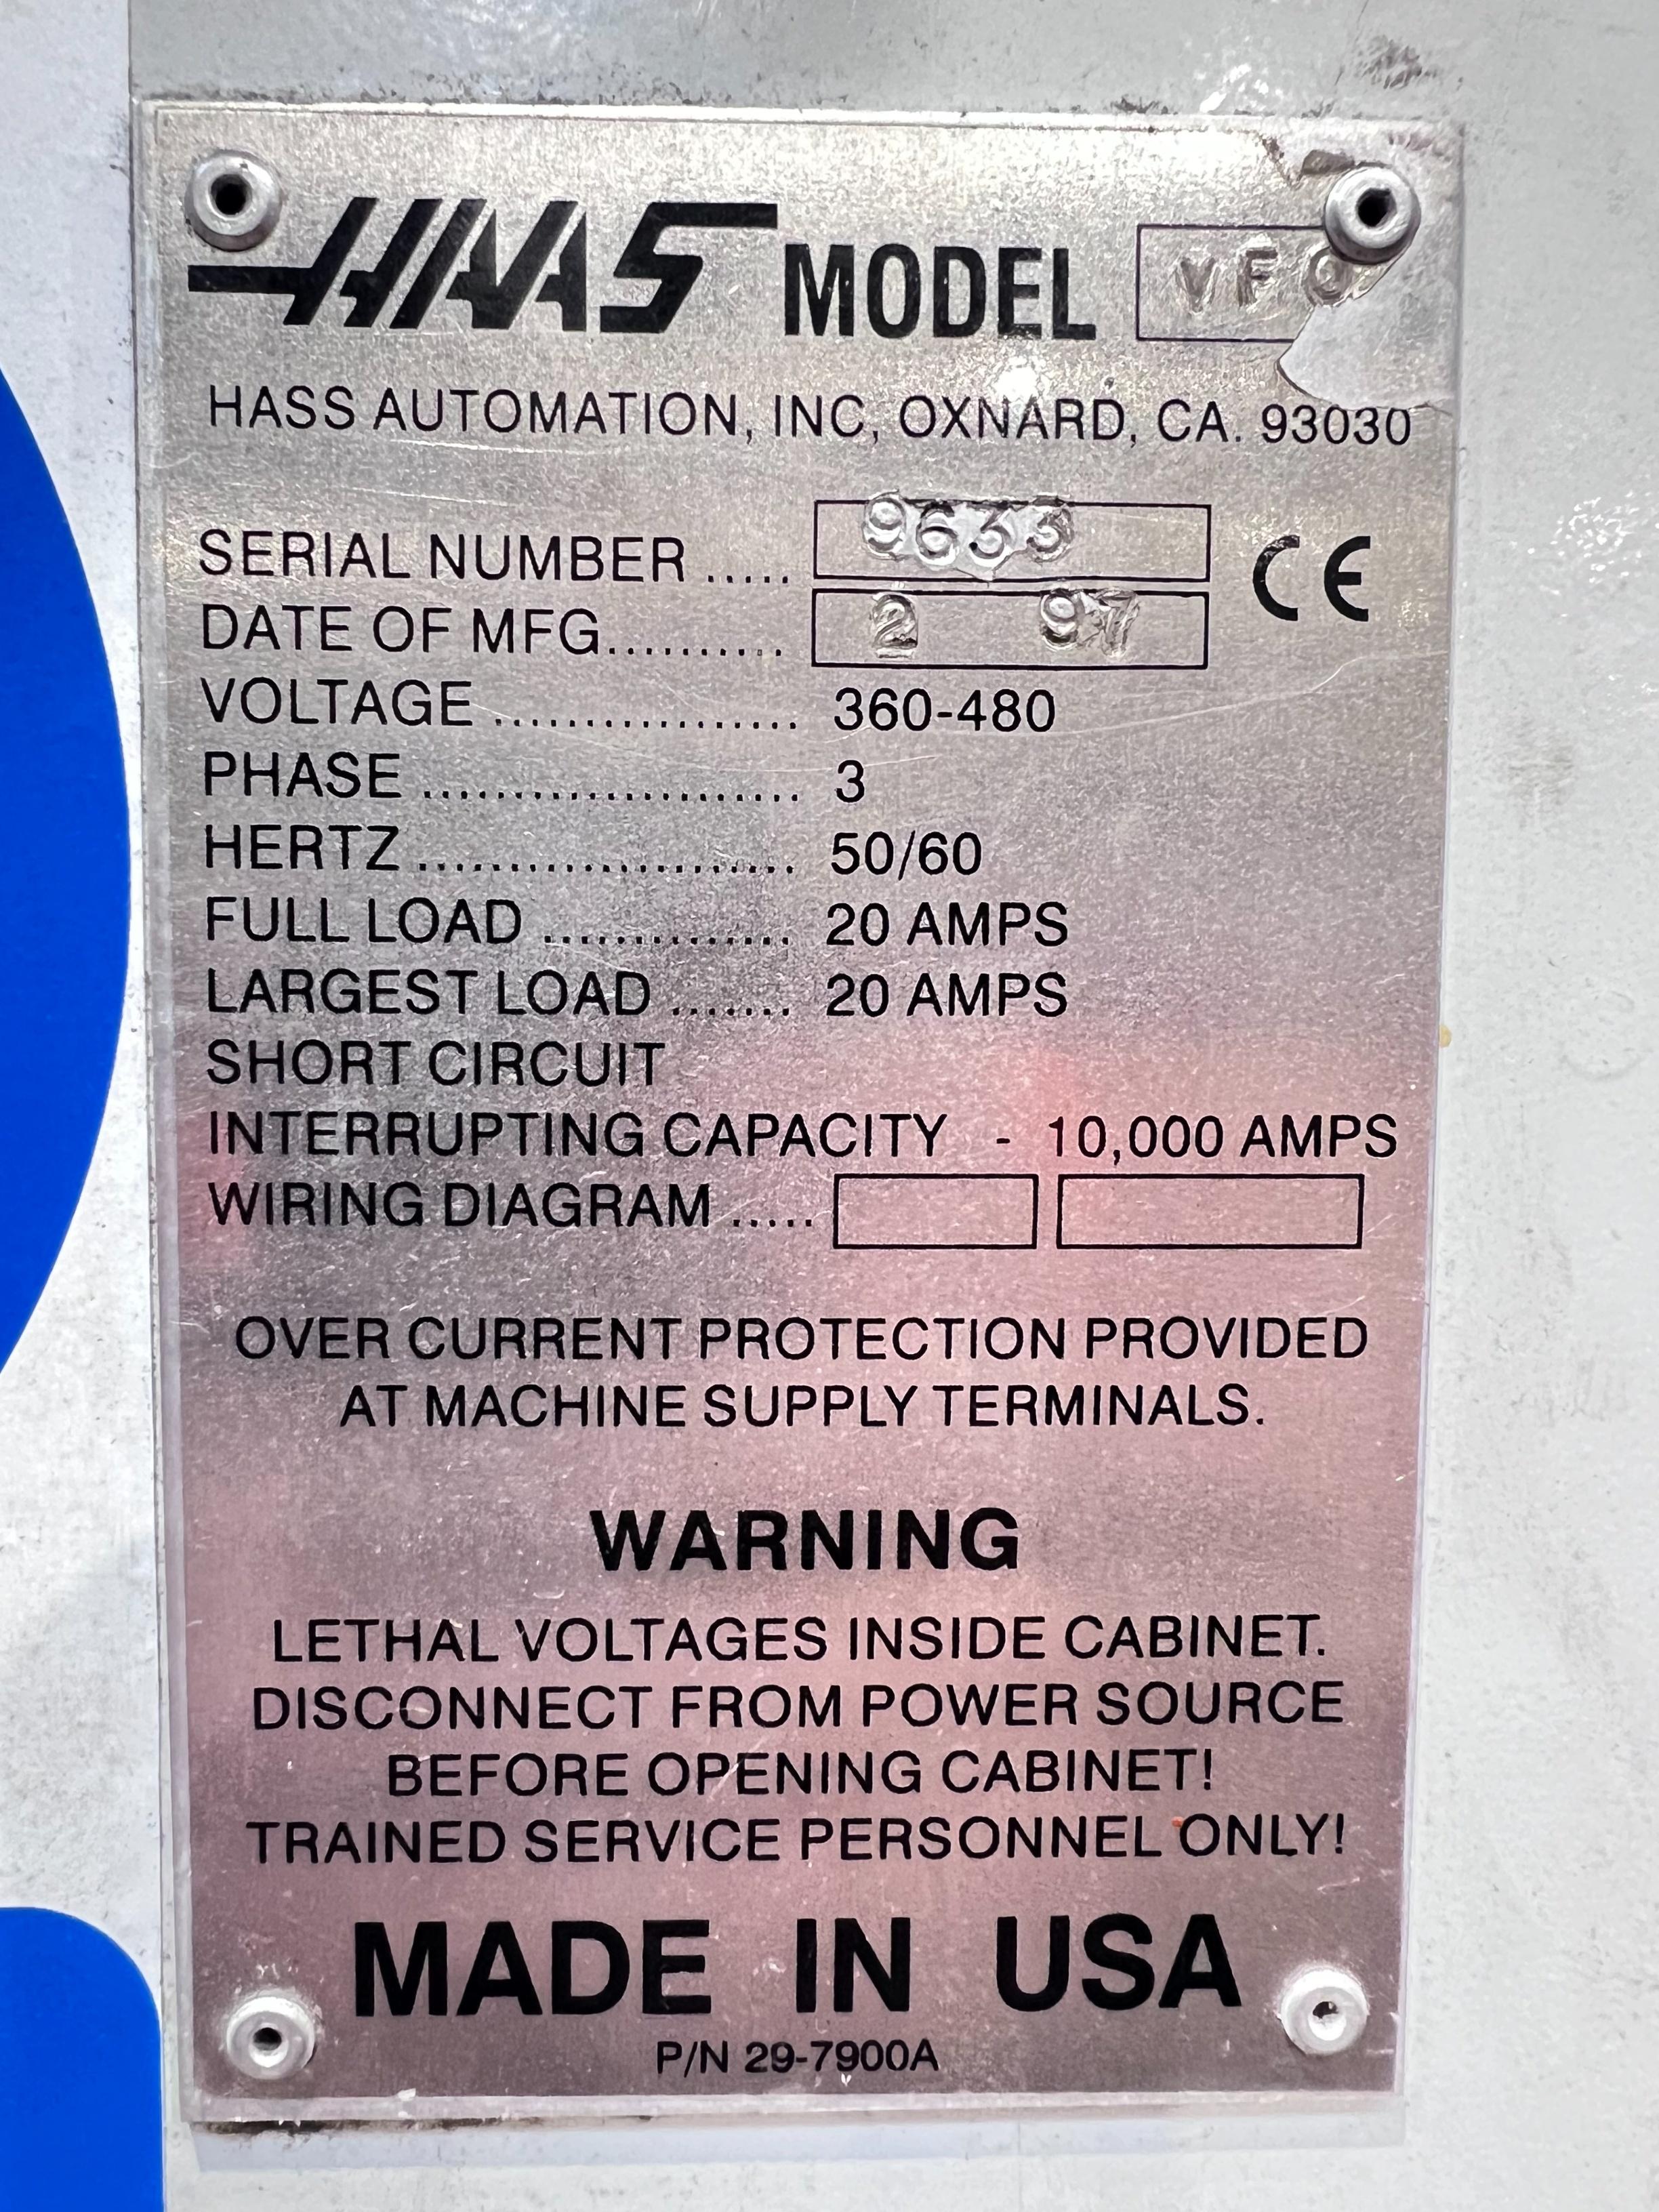 HAAS MODEL VF0
HASS AUTOMATION, INC, OXNARD, CA. 93030
SERIAL NUMBER ..... 9633
CE
DATE OF MFG.......... 2 97
VOLTAGE ................. 360-480
PHASE ..................... 3
HERTZ ..................... 50/60
FULL LOAD .............. 20 AMPS
LARGEST LOAD ....... 20 AMPS
SHORT CIRCUIT
INTERRUPTING CAPACITY - 10,000 AMPS
WIRING DIAGRAM .....
OVER CURRENT PROTECTION PROVIDED
AT MACHINE SUPPLY TERMINALS.
WARNING
LETHAL VOLTAGES INSIDE CABINET.
DISCONNECT FROM POWER SOURCE
BEFORE OPENING CABINET!
TRAINED SERVICE PERSONNEL ONLY!
MADE IN USA
P/N 29-7900A